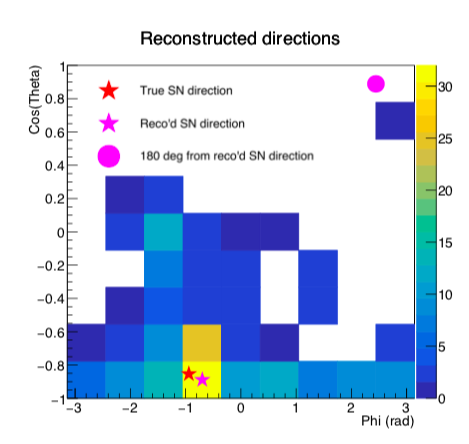 Reconstructed directions
Cos(Theta)
1
0.8
0.6
0.4
0.2
0
−0.2
−0.4
−0.6
−0.8
−1
True SN direction
Reco'd SN direction
180 deg from reco'd SN direction
30
25
20
15
10
5
0
−3 −2 −1 0 1 2 3
Phi (rad)